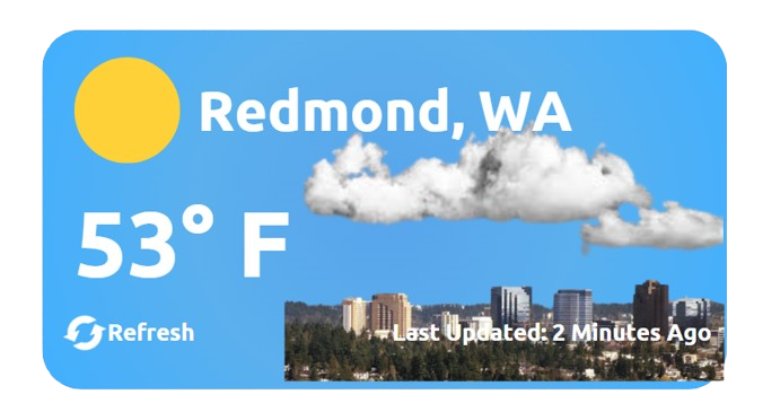 Redmond, WA
53° F
Refresh
Last Updated: 2 Minutes Ago